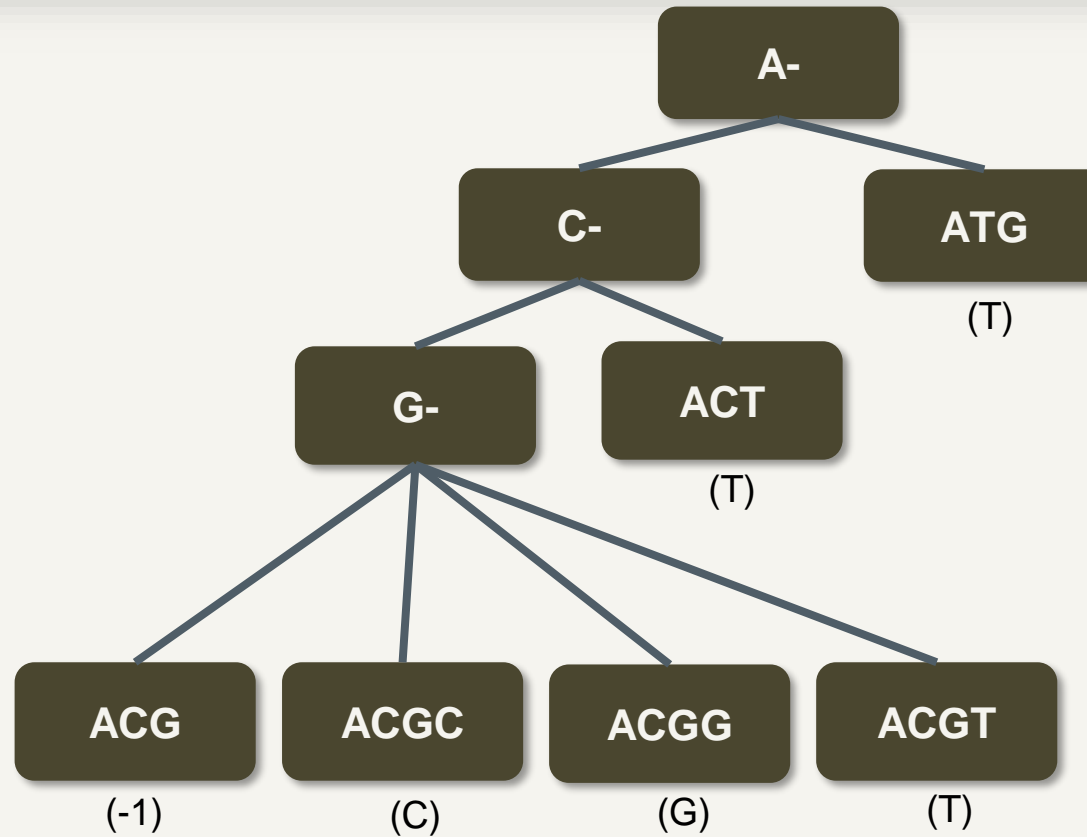 A-
C-
ATG
(T)
G-
ACT
(T)
ACG
ACGC
ACGG
ACGT
(-1)
(C)
(G)
(T)